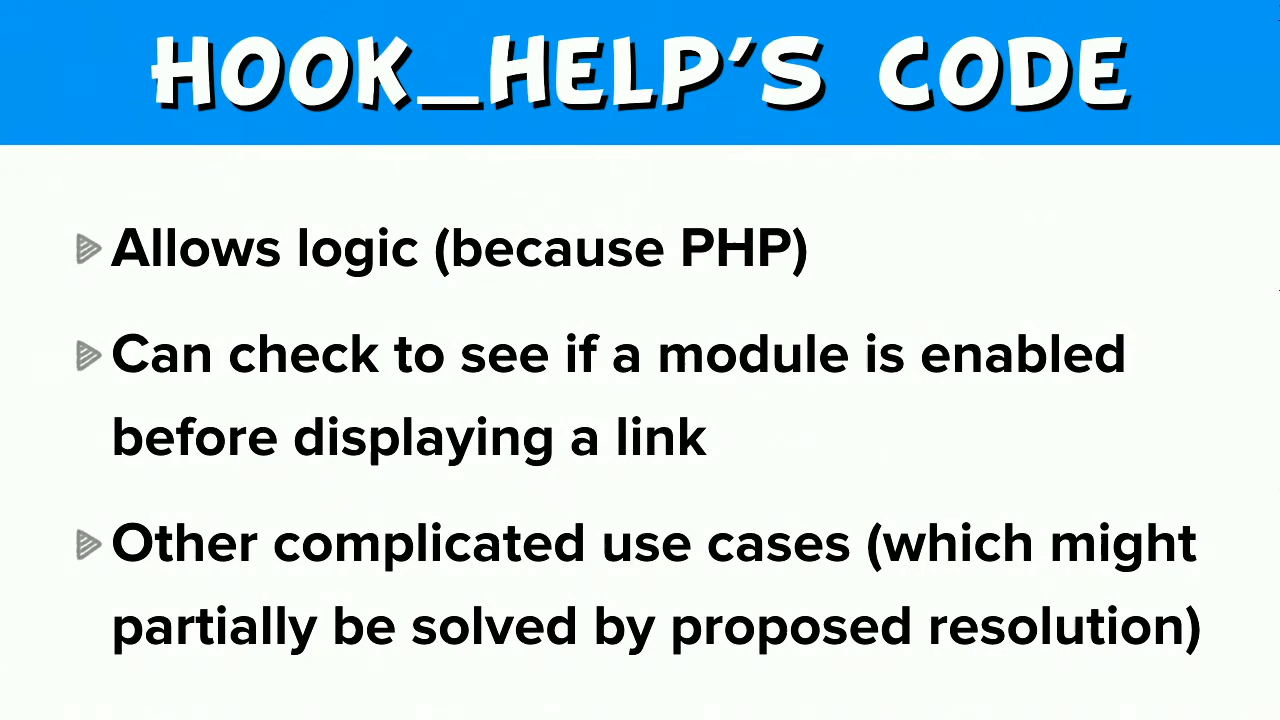 HOOK_HELP’S CODE
Allows logic (because PHP)
Can check to see if a module is enabled
before displaying a link
Other complicated use cases (which might
partially be solved by proposed resolution)